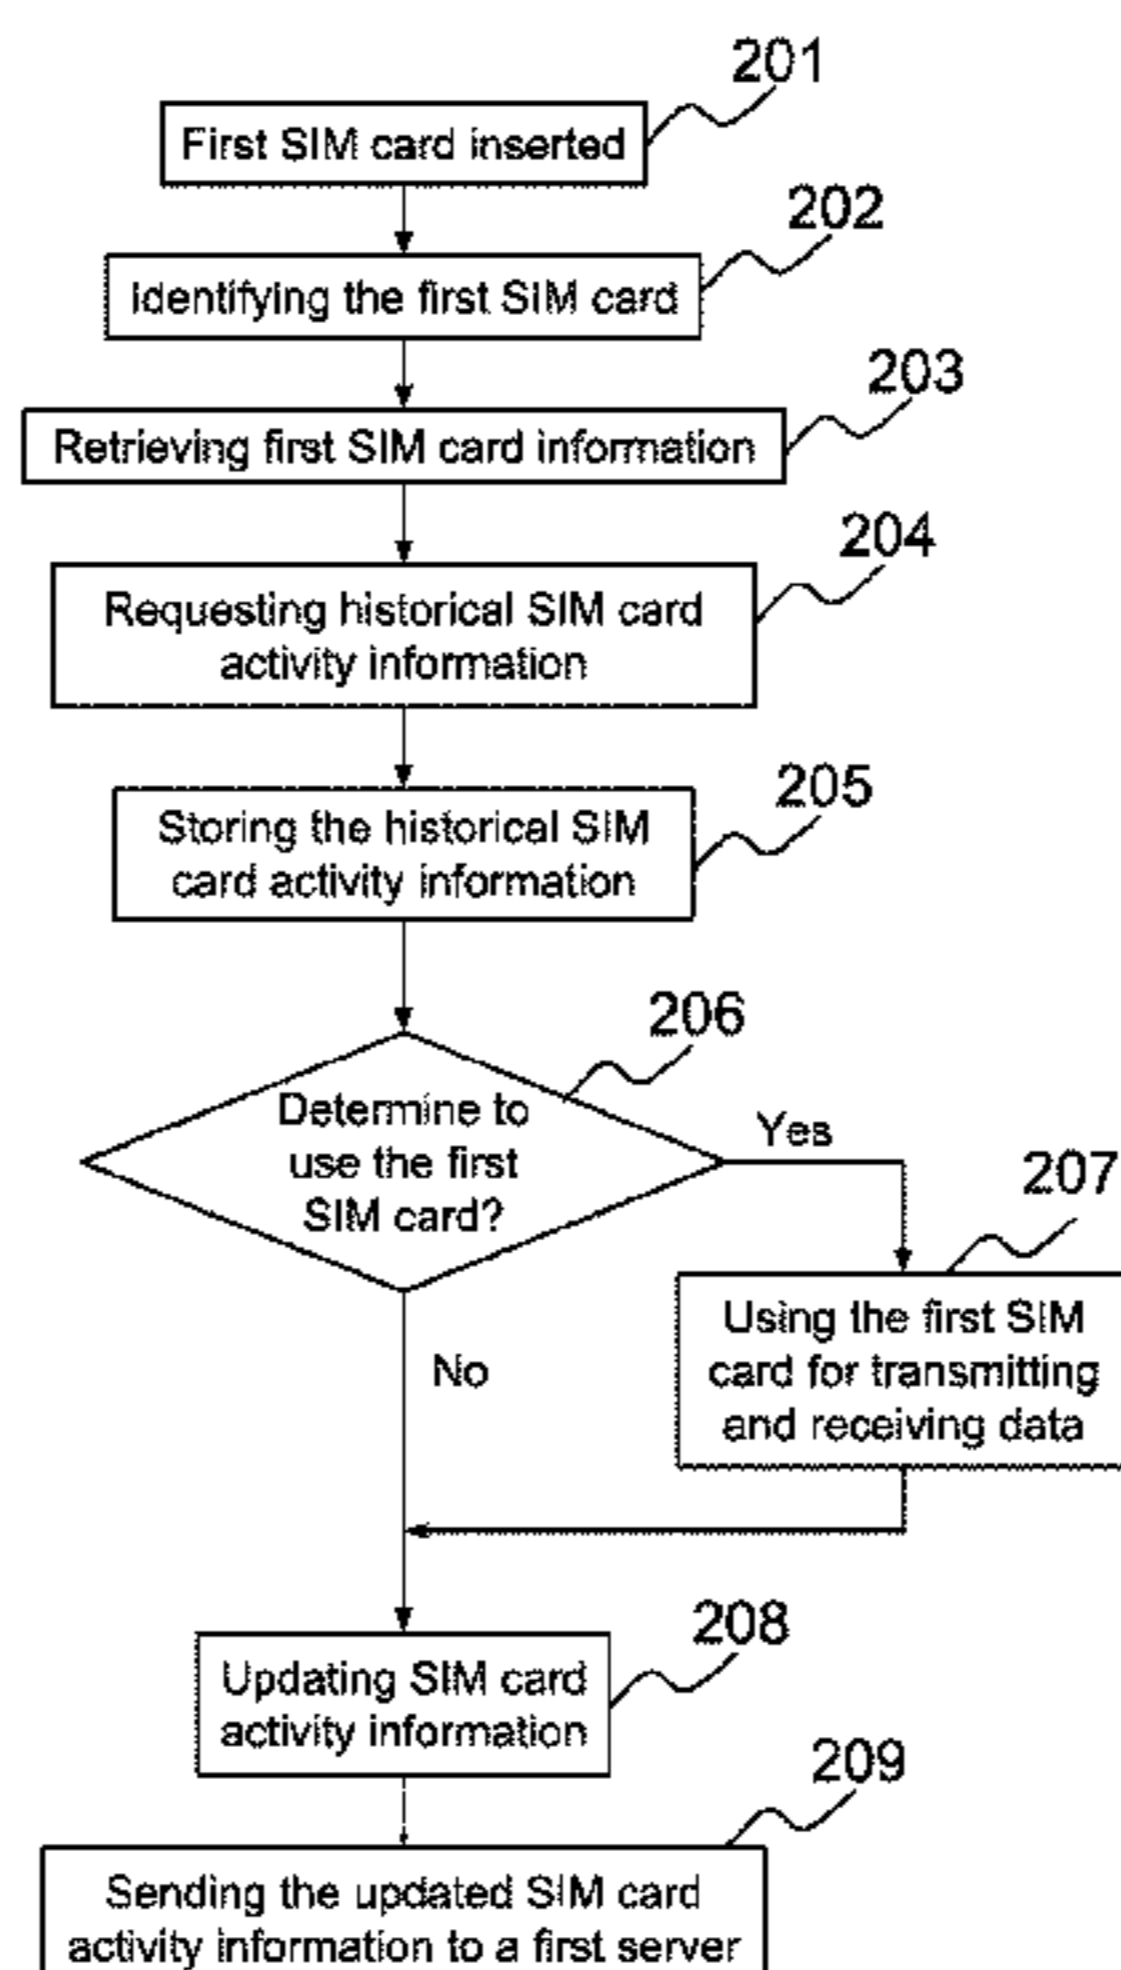 201
First SIM card inserted
202
Identifying the first SIM card
203
Retrieving first SIM card information
204
Requesting historical SIM card
activity information
205
Storing the historical SIM
card activity information
206
Determine to
use the first
SIM card?
Yes
207
Using the first SIM
card for transmitting
and receiving data
No
208
Updating SIM card
activity information
209
Sending the updated SIM card
activity information to a first server